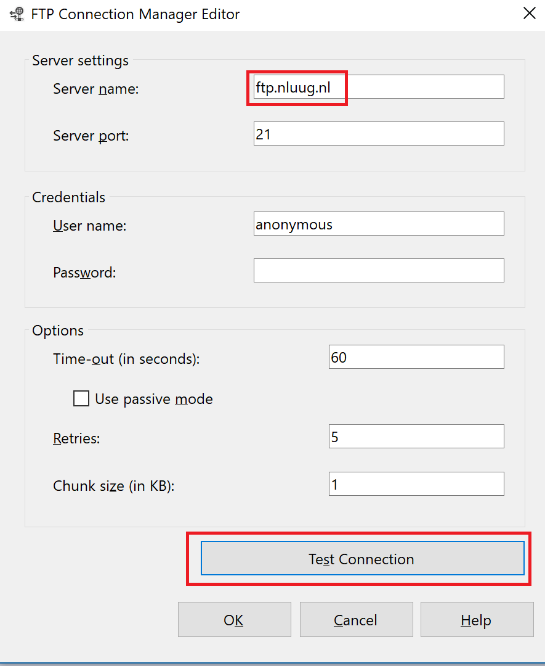 FTP Connection Manager Editor
Server settings
Server name: ftp.nluug.nl
Server port: 21
Credentials
User name: anonymous
Password:
Options
Time-out (in seconds): 60
Use passive mode
Retries: 5
Chunk size (in KB): 1
Test Connection
OK Cancel Help